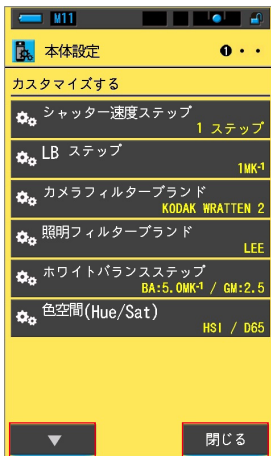 M11
本体設定
❶・・
カスタマイズする
シャッター速度ステップ
1 ステップ
LB ステップ
1MK-1
カメラフィルターブランド
KODAK WRATTEN 2
照明フィルターブランド
LEE
ホワイトバランスステップ
BA:5.0MK-1 / GM:2.5
色空間(Hue/Sat)
HSI / D65
▼
閉じる